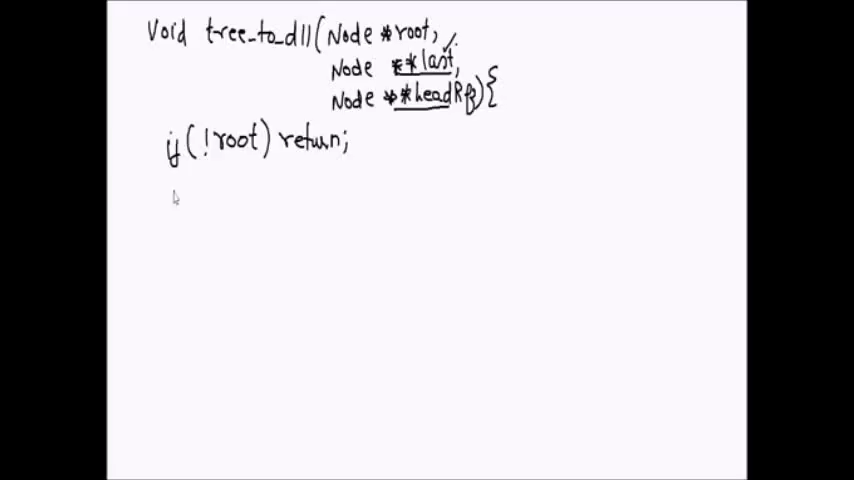 Void tree_to_dll(Node *root,
Node **last,
Node **headRef){
if(!root) return;